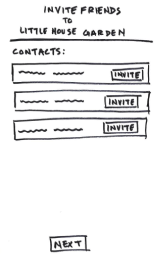 INVITE FRIENDS
TO
LITTLE HOUSE GARDEN
CONTACTS:
INVITE
INVITE
INVITE
NEXT